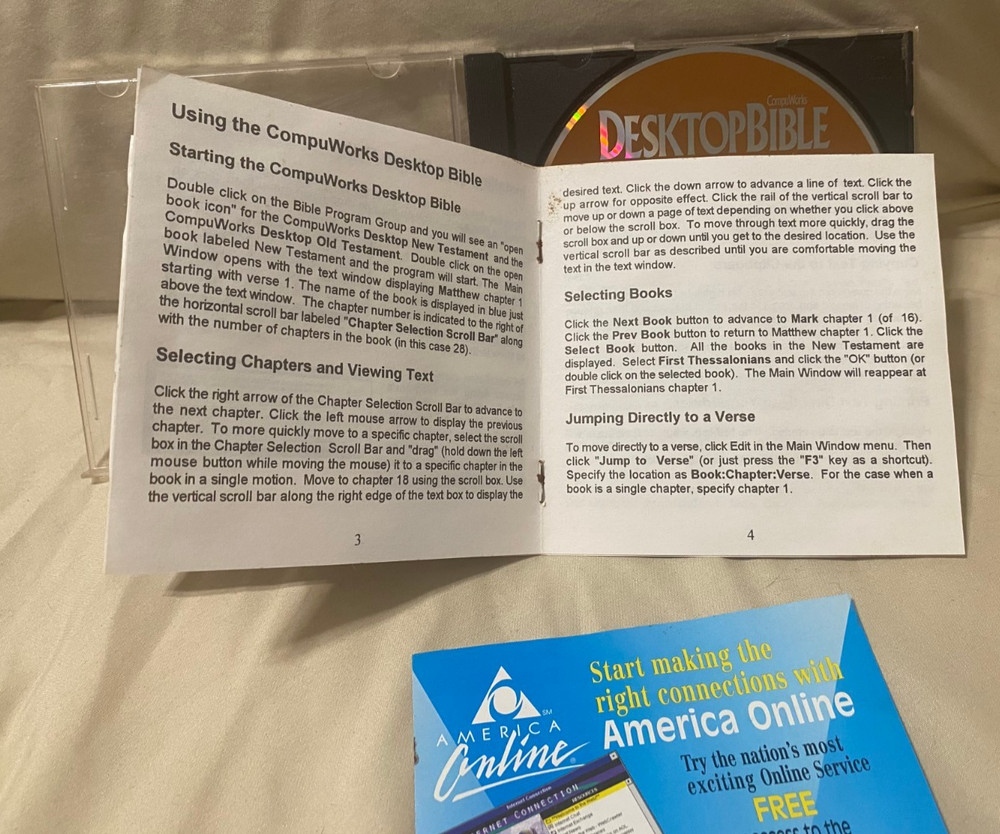 CompuWorks
DESKTOPBIBLE
Using the CompuWorks Desktop Bible
Starting the CompuWorks Desktop Bible
Double click on the Bible Program Group and you will see an "open
book icon" for the CompuWorks Desktop New Testament and the
CompuWorks Desktop Old Testament. Double click on the open
book labeled New Testament and the program will start. The Main
Window opens with the text window displaying Matthew chapter 1
starting with verse 1. The name of the book is displayed in blue just
above the text window. The chapter number is indicated to the right of
the horizontal scroll bar labeled "Chapter Selection Scroll Bar" along
with the number of chapters in the book (in this case 28).
Selecting Chapters and Viewing Text
Click the right arrow of the Chapter Selection Scroll Bar to advance to
the next chapter. Click the left mouse arrow to display the previous
chapter. To more quickly move to a specific chapter, select the scroll
box in the Chapter Selection Scroll Bar and "drag" (hold down the left
mouse button while moving the mouse) it to a specific chapter in the
book in a single motion. Move to chapter 18 using the scroll box. Use
the vertical scroll bar along the right edge of the text box to display the
3
desired text. Click the down arrow to advance a line of text. Click the
up arrow for opposite effect. Click the rail of the vertical scroll bar to
move up or down a page of text depending on whether you click above
or below the scroll box. To move through text more quickly, drag the
scroll box and up or down until you get to the desired location. Use the
vertical scroll bar as described until you are comfortable moving the
text in the text window.
Selecting Books
Click the Next Book button to advance to Mark chapter 1 (of 16).
Click the Prev Book button to return to Matthew chapter 1. Click the
Select Book button. All the books in the New Testament are
displayed. Select First Thessalonians and click the "OK" button (or
double click on the selected book). The Main Window will reappear at
First Thessalonians chapter 1.
Jumping Directly to a Verse
To move directly to a verse, click Edit in the Main Window menu. Then
click "Jump to Verse" (or just press the "F3" key as a shortcut).
Specify the location as Book:Chapter:Verse. For the case when a
book is a single chapter, specify chapter 1.
4
AMERICA
Online
SM
®
Start making the
right connections with
America Online
Try the nation's most
exciting Online Service
FREE
to the
Internet Connection
INTERNET CONNECTION
RESOURCES